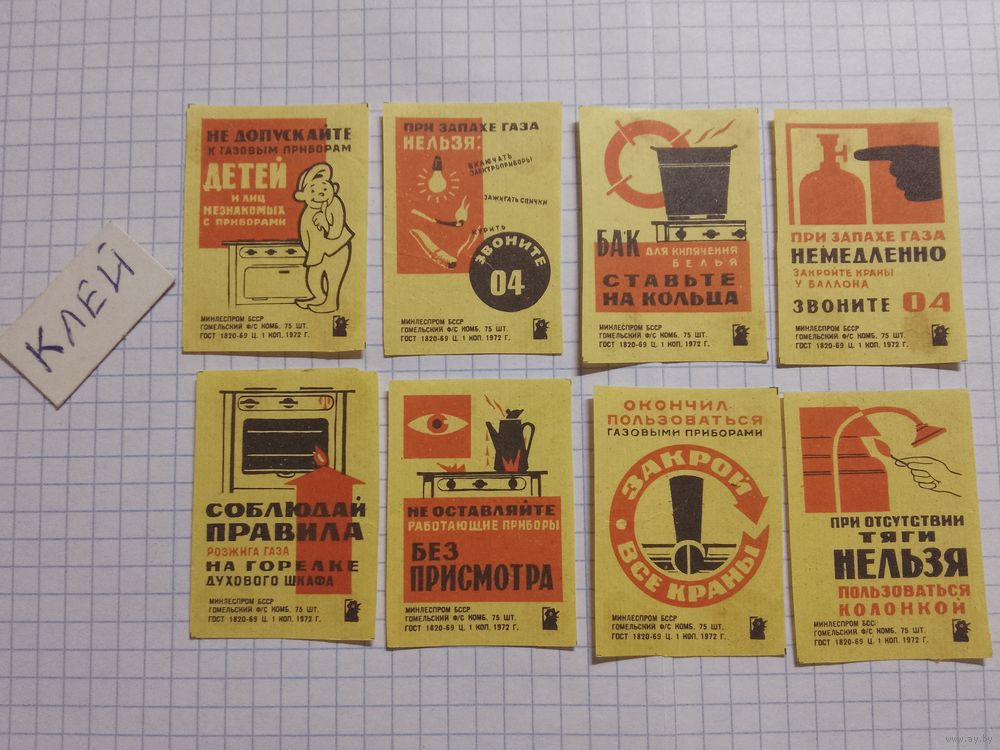 КЛЕЙ
НЕ ДОПУСКАЙТЕ
К ГАЗОВЫМ ПРИБОРАМ
ДЕТЕЙ
И ЛИЦ
НЕЗНАКОМЫХ
С ПРИБОРАМИ
МИНЛЕСПРОМ БССР
ГОМЕЛЬСКИЙ Ф/С КОМБ. 75 ШТ.
ГОСТ 1820-69 Ц. 1 КОП. 1972 Г.
ПРИ ЗАПАХЕ ГАЗА
НЕЛЬЗЯ:
ВКЛЮЧАТЬ
ЭЛЕКТРОПРИБОРЫ
ЗАЖИГАТЬ СПИЧКИ
КУРИТЬ
ЗВОНИТЕ
04
МИНЛЕСПРОМ БССР
ГОМЕЛЬСКИЙ Ф/С КОМБ. 75 ШТ.
ГОСТ 1820-69 Ц. 1 КОП. 1972 Г.
БАК
ДЛЯ КИПЯЧЕНИЯ
БЕЛЬЯ
СТАВЬТЕ
НА КОЛЬЦА
МИНЛЕСПРОМ БССР
ГОМЕЛЬСКИЙ Ф/С КОМБ. 75 ШТ.
ГОСТ 1820-69 Ц. 1 КОП. 1972 Г.
ПРИ ЗАПАХЕ ГАЗА
НЕМЕДЛЕННО
ЗАКРОЙТЕ КРАНЫ
У БАЛЛОНА
ЗВОНИТЕ 04
МИНЛЕСПРОМ БССР
ГОМЕЛЬСКИЙ Ф/С КОМБ. 75 ШТ.
ГОСТ 1820-69 Ц. 1 КОП. 1972 Г.
СОБЛЮДАЙ
ПРАВИЛА
РОЗЖИГА ГАЗА
НА ГОРЕЛКЕ
ДУХОВОГО ШКАФА
МИНЛЕСПРОМ БССР
ГОМЕЛЬСКИЙ Ф/С КОМБ. 75 ШТ.
ГОСТ 1820-69 Ц. 1 КОП. 1972 Г.
НЕ ОСТАВЛЯЙТЕ
РАБОТАЮЩИЕ ПРИБОРЫ
БЕЗ
ПРИСМОТРА
МИНЛЕСПРОМ БССР
ГОМЕЛЬСКИЙ Ф/С КОМБ. 75 ШТ.
ГОСТ 1820-69 Ц. 1 КОП. 1972 Г.
ОКОНЧИЛ
ПОЛЬЗОВАТЬСЯ
ГАЗОВЫМИ ПРИБОРАМИ
ЗАКРОЙ
ВСЕ КРАНЫ
МИНЛЕСПРОМ БССР
ГОМЕЛЬСКИЙ Ф/С КОМБ. 75 ШТ.
ГОСТ 1820-69 Ц. 1 КОП. 1972 Г.
ПРИ ОТСУТСТВИИ
ТЯГИ
НЕЛЬЗЯ
ПОЛЬЗОВАТЬСЯ
КОЛОНКОЙ
МИНЛЕСПРОМ БССР
ГОМЕЛЬСКИЙ Ф/С КОМБ. 75 ШТ.
ГОСТ 1820-69 Ц. 1 КОП. 1972 Г.
www.ay.by